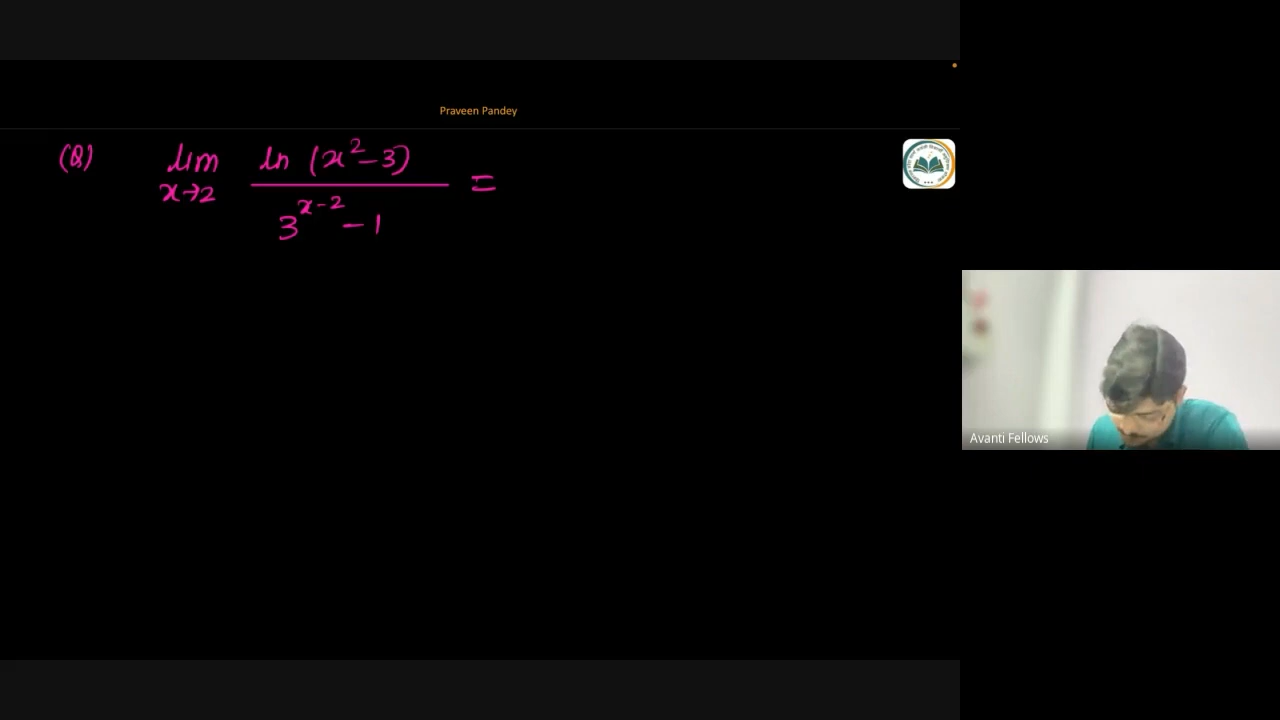 Praveen Pandey
(Q) lim x→2 ln (x² - 3) / 3^(x-2) - 1 =
Avanti Fellows